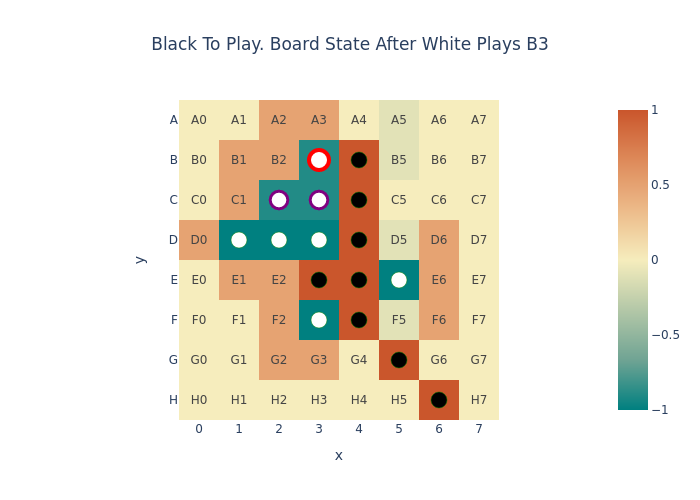 Black To Play. Board State After White Plays B3
A A0 A1 A2 A3 A4 A5 A6 A7
B B0 B1 B2 B5 B6 B7
C C0 C1 C5 C6 C7
D D0 D5 D6 D7
E E0 E1 E2 E6 E7
F F0 F1 F2 F5 F6 F7
G G0 G1 G2 G3 G4 G6 G7
H H0 H1 H2 H3 H4 H5 H7
0 1 2 3 4 5 6 7
x
y
1
0.5
0
−0.5
−1